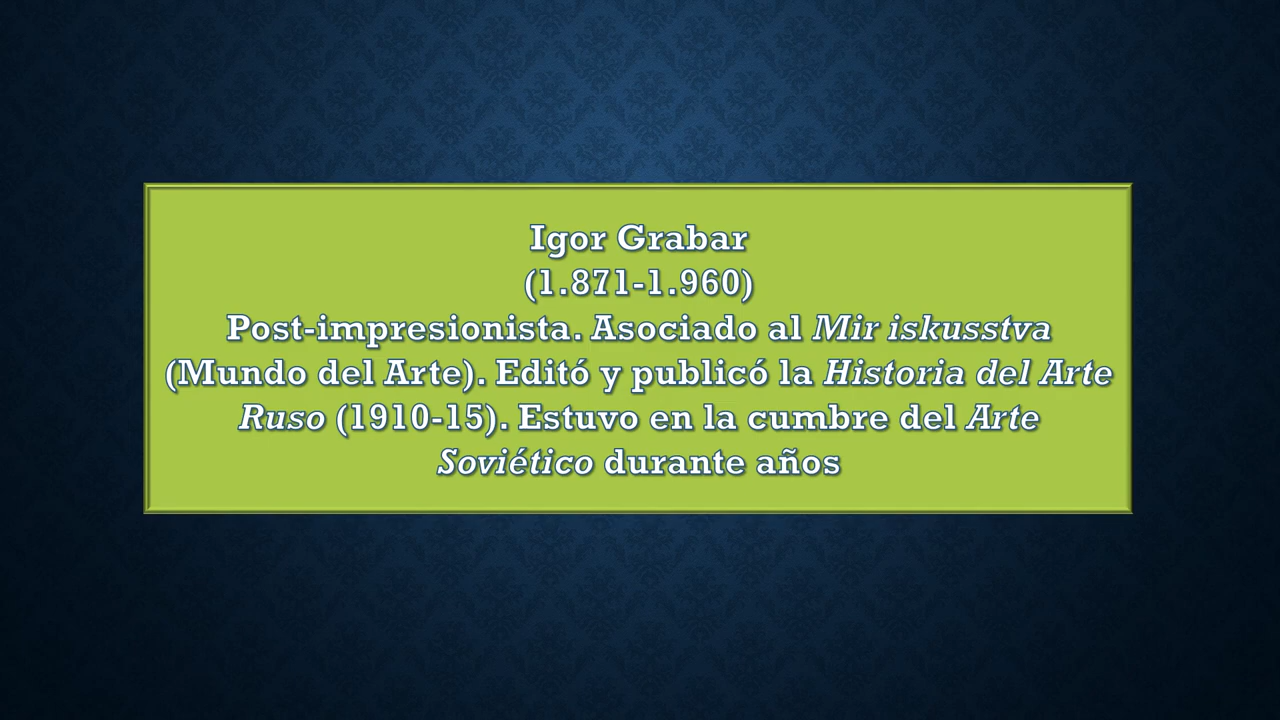 Igor Grabar
(1.871-1.960)
Post-impresionista. Asociado al Mir iskusstva
(Mundo del Arte). Editó y publicó la Historia del Arte
Ruso (1910-15). Estuvo en la cumbre del Arte
Soviético durante años